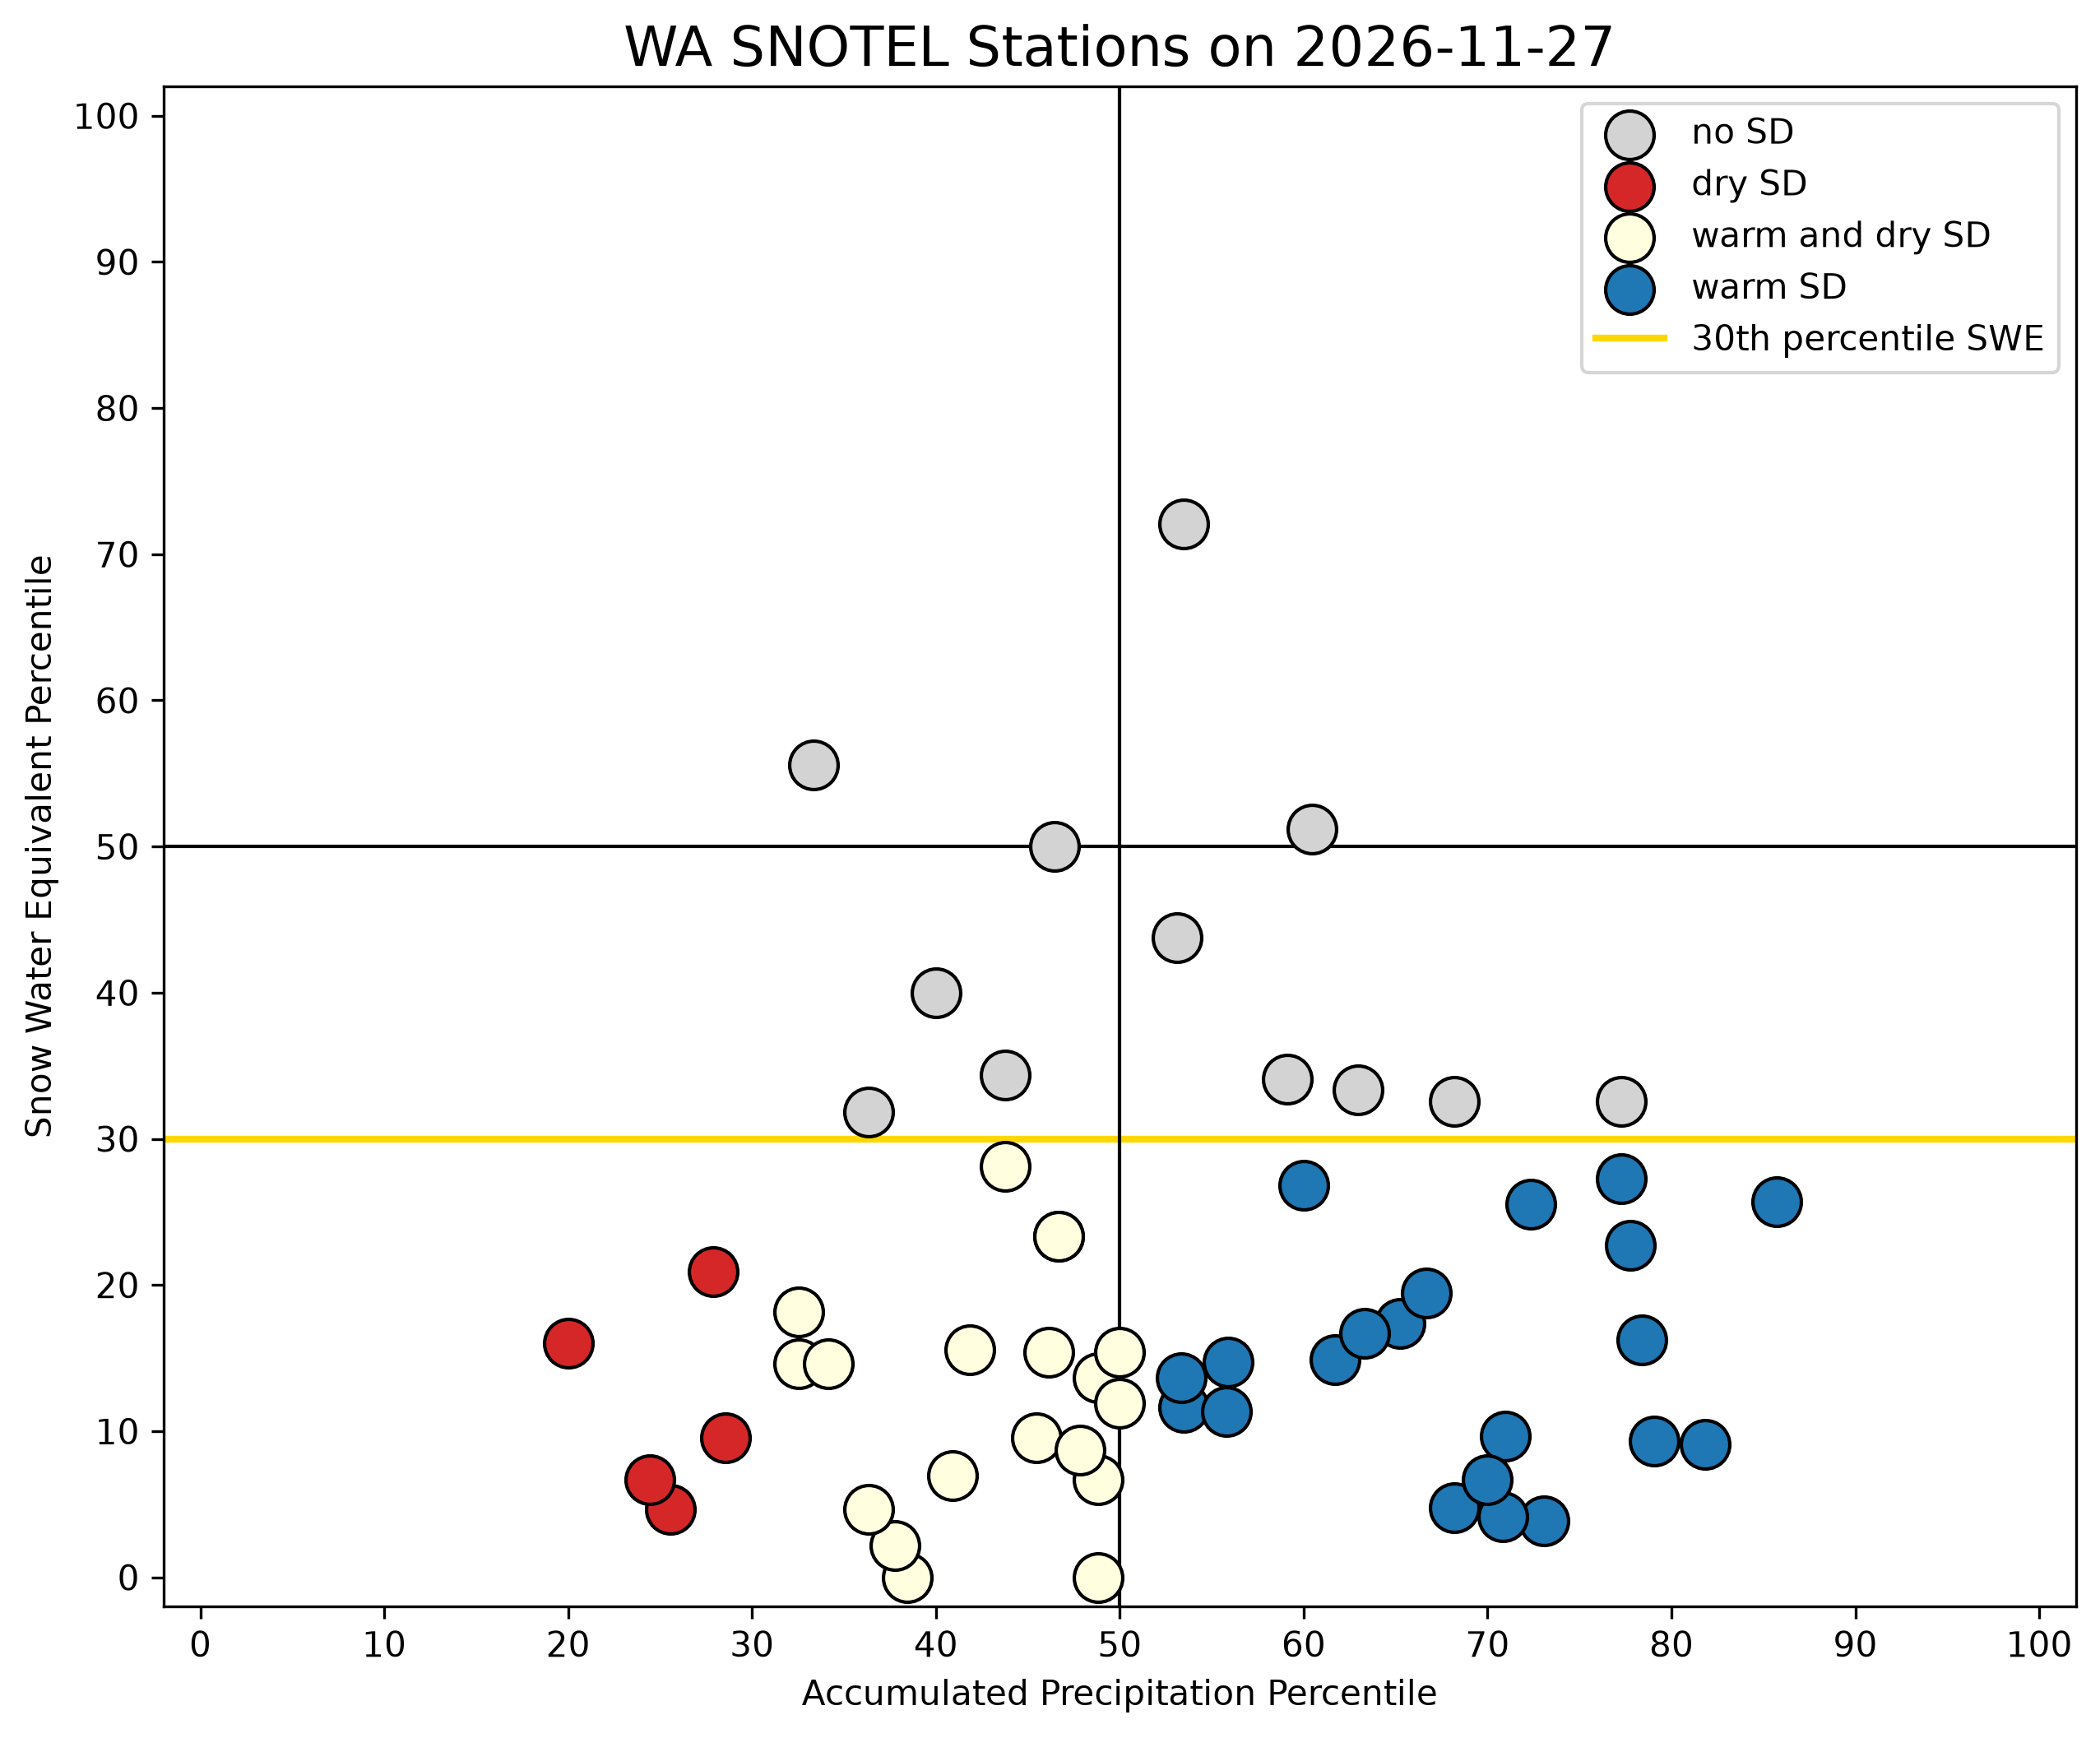 WA SNOTEL Stations on 2026-11-27
100
90
80
70
60
50
40
30
20
10
0
Snow Water Equivalent Percentile
no SD
dry SD
warm and dry SD
warm SD
30th percentile SWE
0 10 20 30 40 50 60 70 80 90 100
Accumulated Precipitation Percentile